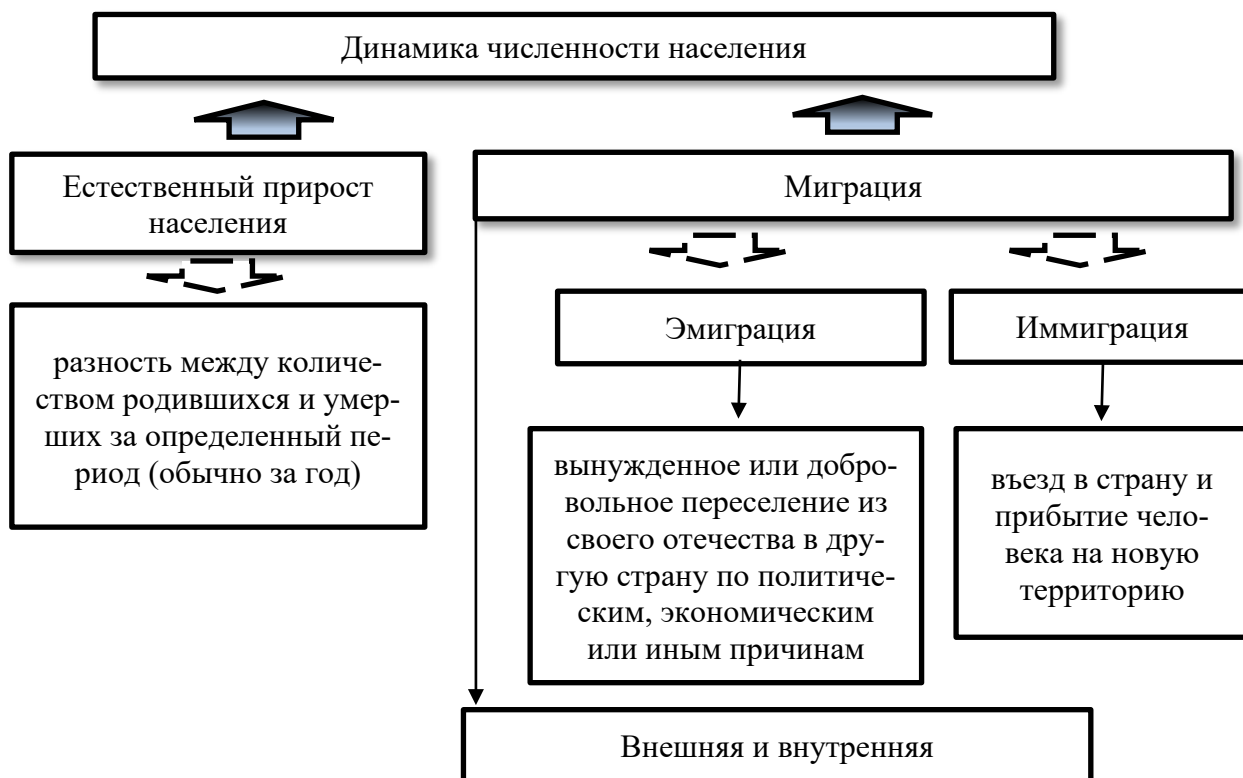 Динамика численности населения
Естественный прирост
населения
Миграция
разность между количе-
ством родившихся и умер-
ших за определенный пе-
риод (обычно за год)
Эмиграция
Иммиграция
вынужденное или добро-
вольное переселение из
своего отечества в дру-
гую страну по политиче-
ским, экономическим
или иным причинам
въезд в страну и
прибытие чело-
века на новую
территорию
Внешняя и внутренняя